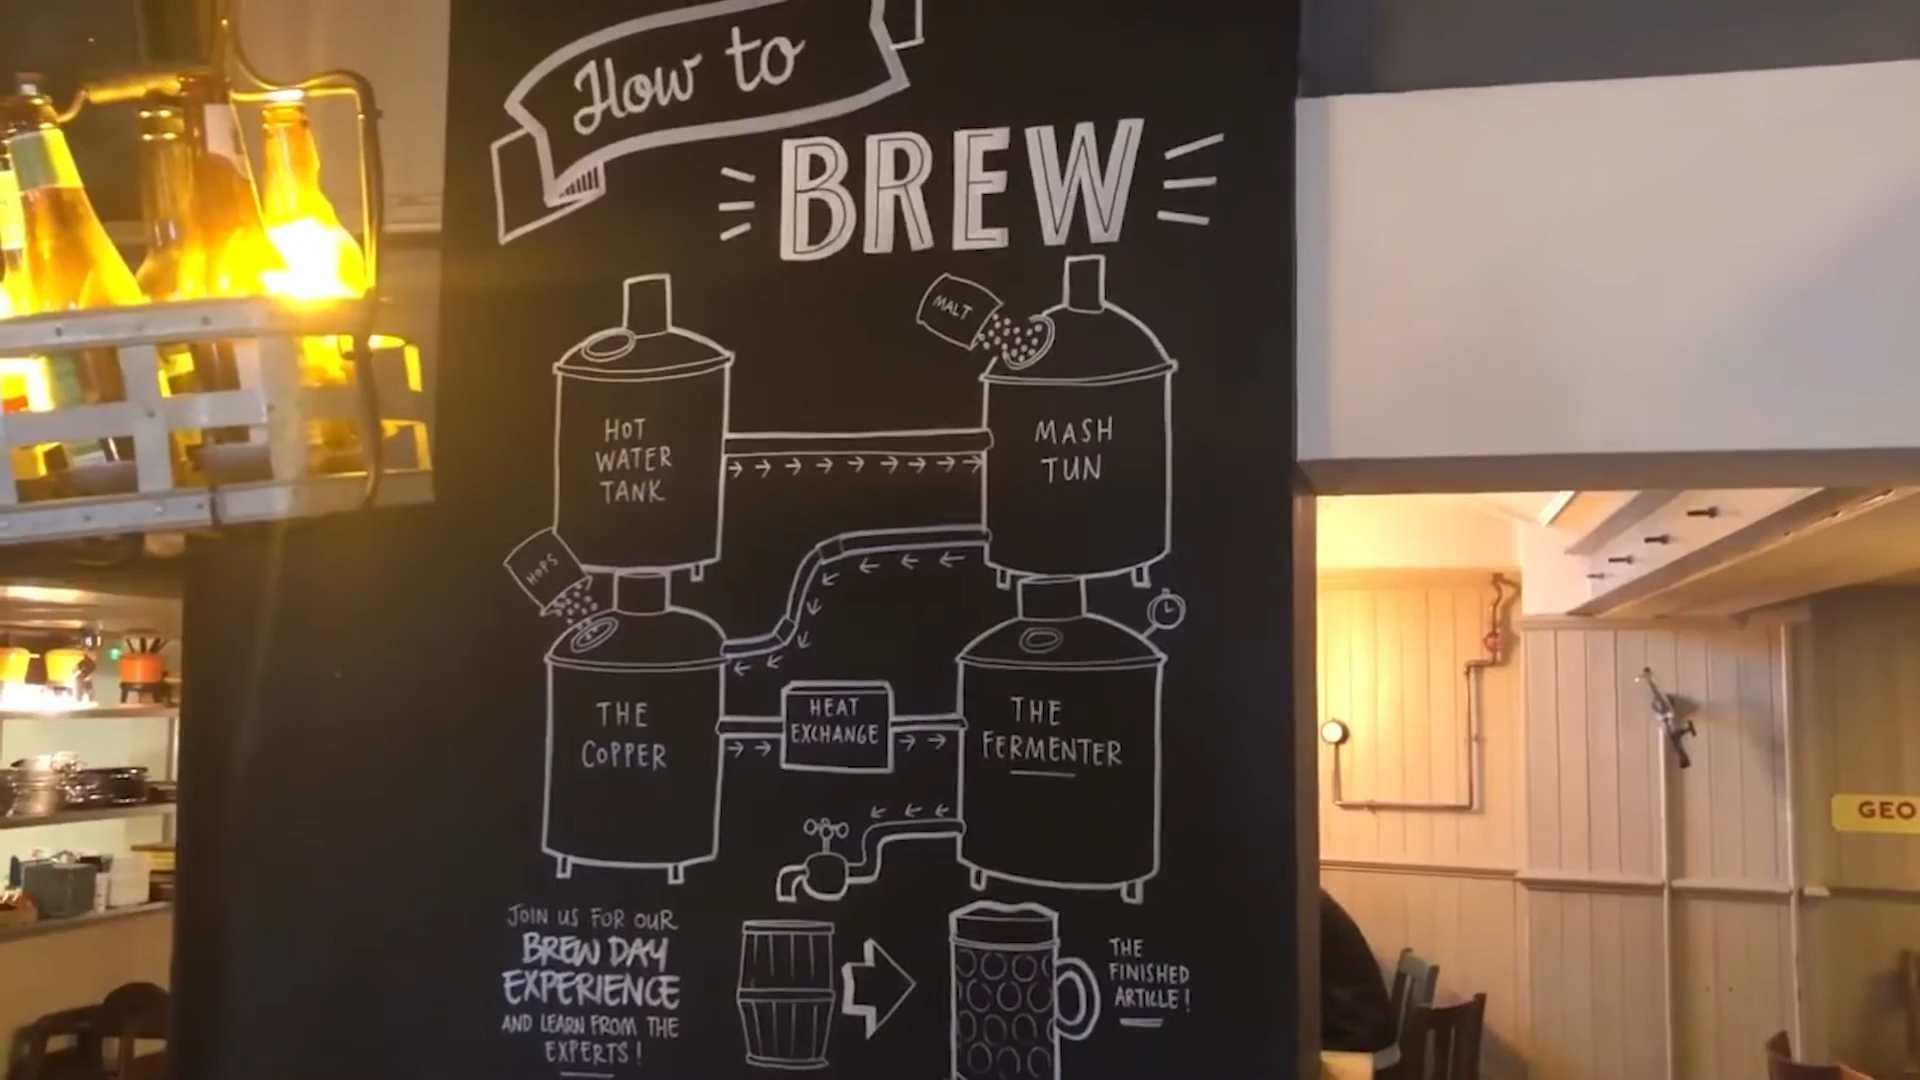 How to
BREW
MALT
HOT
WATER
TANK
MASH
TUN
HOPS
THE
COPPER
HEAT
EXCHANGE
THE
FERMENTER
JOIN US FOR OUR
BREW DAY
EXPERIENCE
AND LEARN FROM THE
EXPERTS!
THE
FINISHED
ARTICLE!
GEO